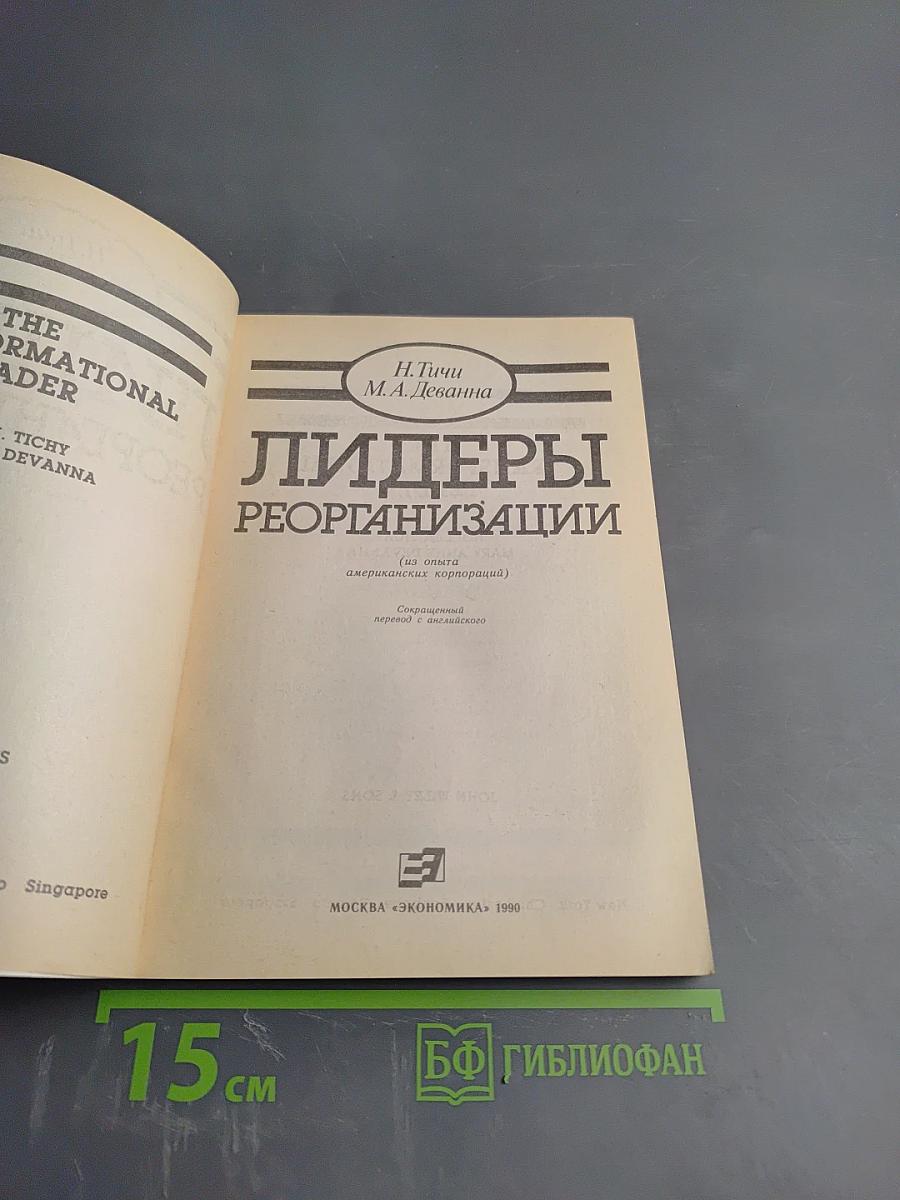 THE
ORMATIONAL
ADER
. TICHY
DEVANNA
S
o Singapore
Н. Тичи
М. А. Деванна
ЛИДЕРЫ
РЕОРГАНИЗАЦИИ
(из опыта
американских корпораций)
Сокращенный
перевод с английского
МОСКВА «ЭКОНОМИКА» 1990
15 см
БФ ГИБЛИОФАН